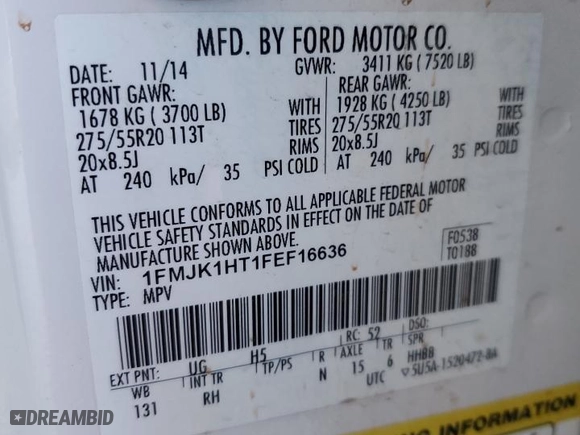 MFD. BY FORD MOTOR CO.
DATE: 11/14 GVWR: 3411 KG ( 7520 LB)
FRONT GAWR: REAR GAWR:
1678 KG ( 3700 LB) WITH 1928 KG ( 4250 LB) WITH
275/55R20 113T TIRES 275/55R20 113T TIRES
20x8.5J RIMS 20x8.5J RIMS
AT 240 kPa/ 35 PSI COLD AT 240 kPa/ 35 PSI COLD
THIS VEHICLE CONFORMS TO ALL APPLICABLE FEDERAL MOTOR
VEHICLE SAFETY STANDARDS IN EFFECT ON THE DATE OF
MANUFACTURE SHOWN ABOVE.
F0538
VIN: 1FMJK1HT1FEF16636 T0188
TYPE: MPV
EXT PNT: UG H5 RC: 52 DSO:
WB INT TR TP/PS R AXLE TR SPR
131 RH N 15 6 HHBB
UTC 5U5A-1520472-BA
NO INFORMATION
DREAMBID